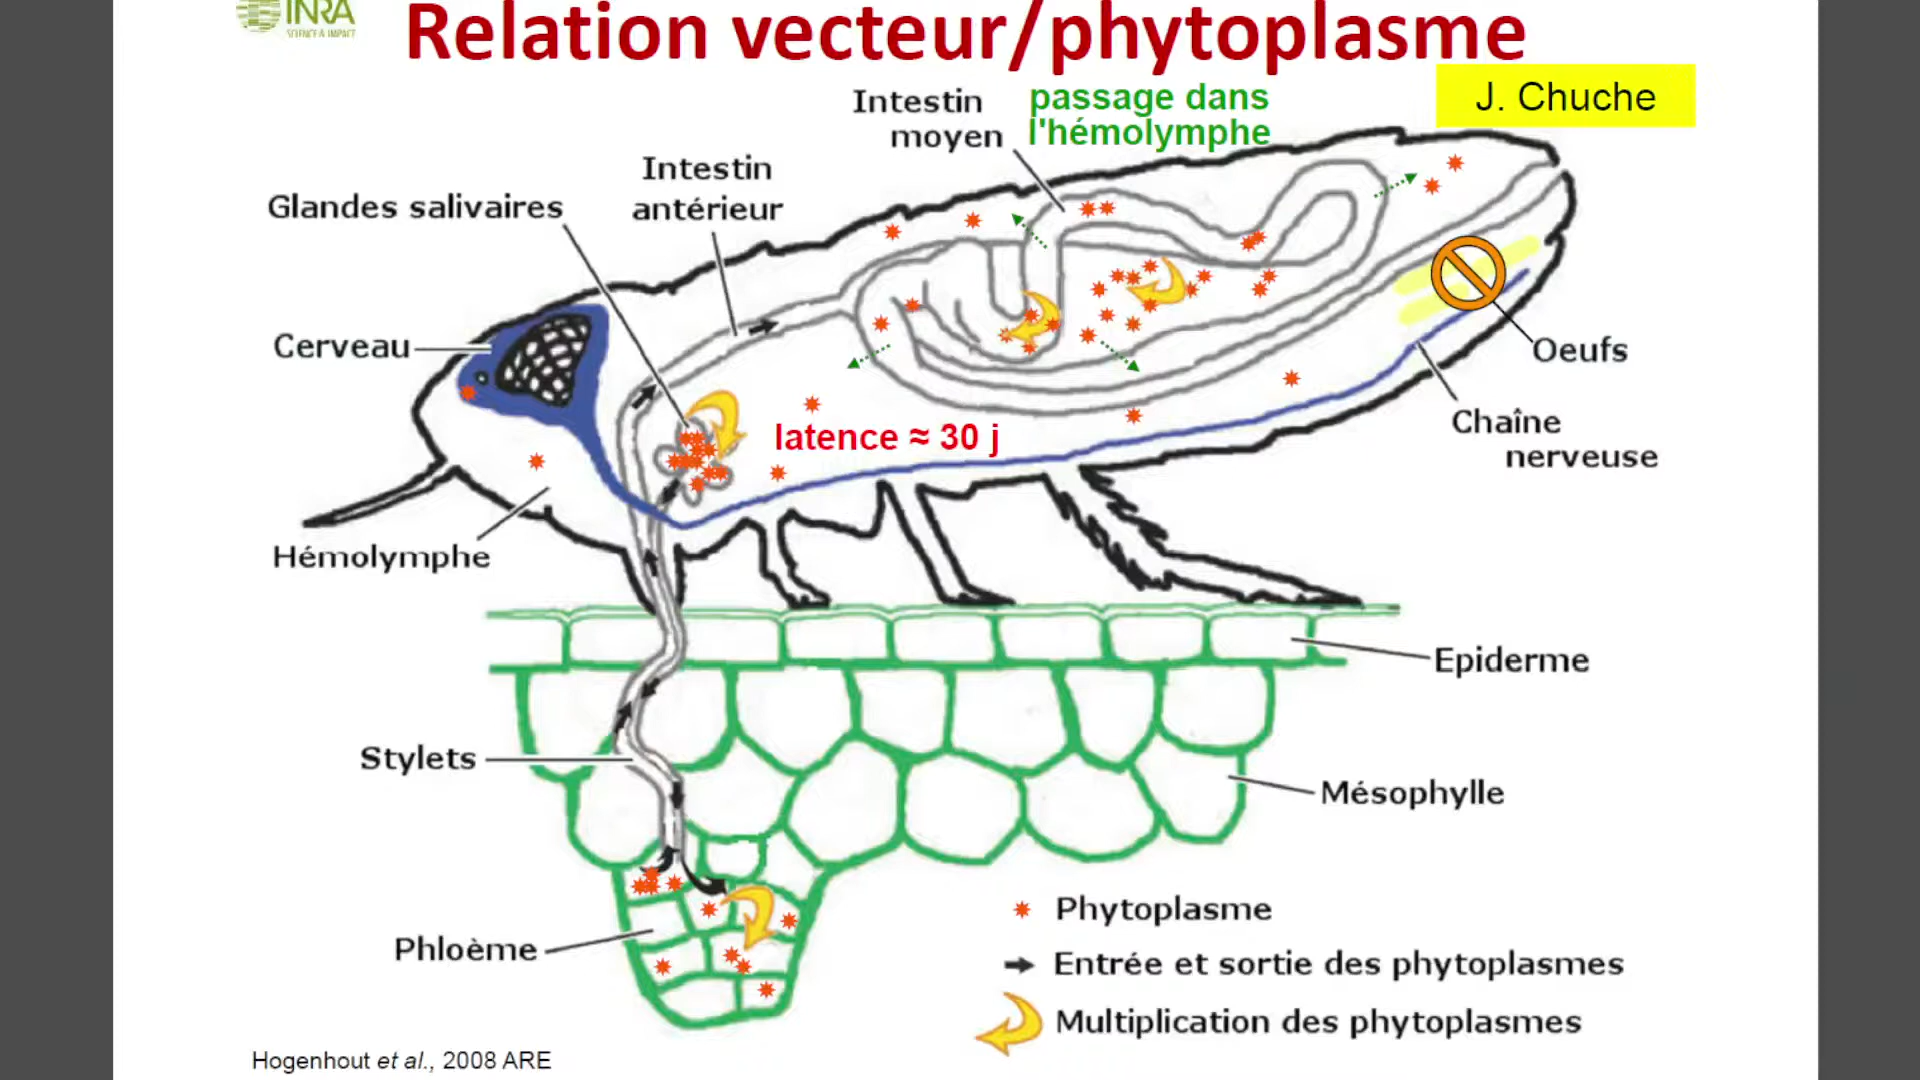 INRA
SCIENCE & IMPACT
Relation vecteur/phytoplasme
J. Chuche
Intestin
moyen
passage dans
l'hémolymphe
Intestin
antérieur
Glandes salivaires
Cerveau
latence ≈ 30 j
Oeufs
Chaîne
nerveuse
Hémolymphe
Epiderme
Stylets
Mésophylle
Phloème
Phytoplasme
Entrée et sortie des phytoplasmes
Multiplication des phytoplasmes
Hogenhout et al., 2008 ARE